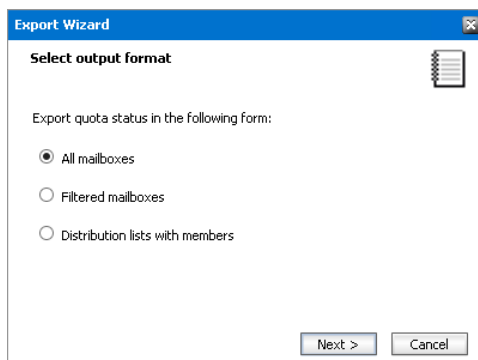 Export Wizard
Select output format
Export quota status in the following form:
All mailboxes
Filtered mailboxes
Distribution lists with members
Next > Cancel